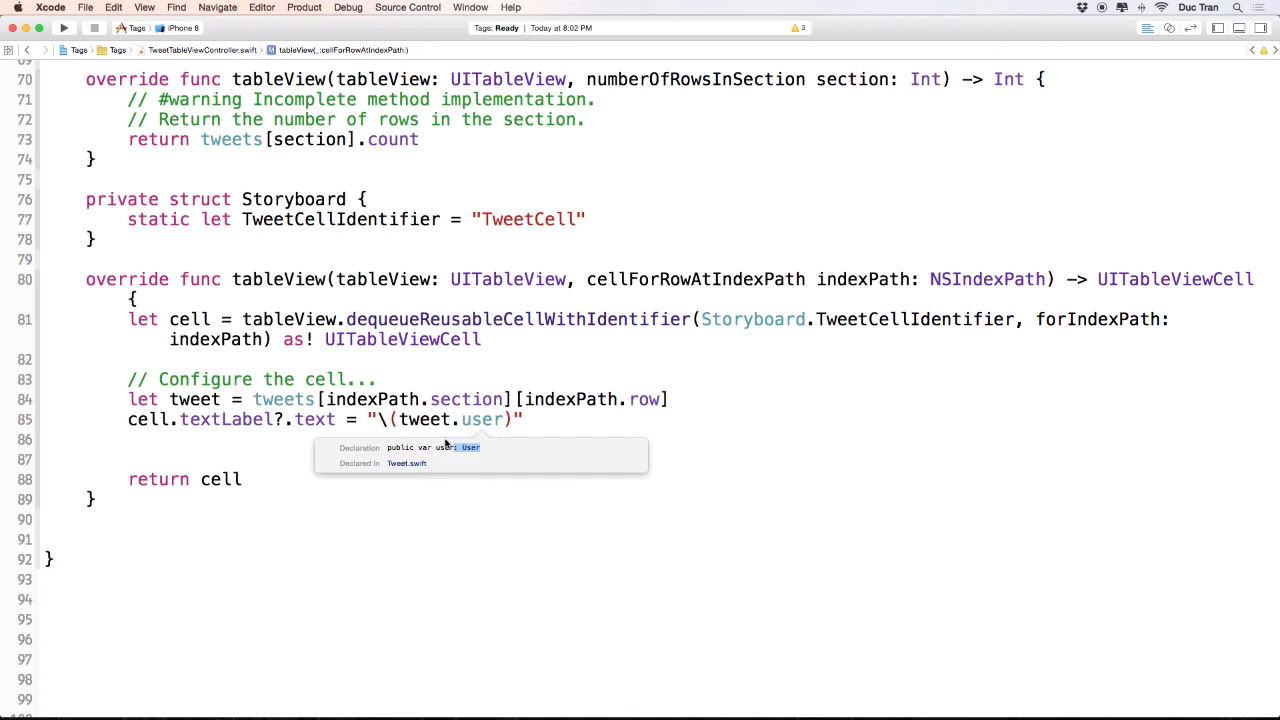 Xcode File Edit View Find Navigate Editor Product Debug Source Control Window Help Duc Tran
Tags iPhone 6 Tags: Ready Today at 8:02 PM 2
Tags Tags TweetTableViewController.swift tableView(_:cellForRowAtIndexPath:)
69
70 override func tableView(tableView: UITableView, numberOfRowsInSection section: Int) -> Int {
71 // #warning Incomplete method implementation.
72 // Return the number of rows in the section.
73 return tweets[section].count
74 }
75
76 private struct Storyboard {
77 static let TweetCellIdentifier = "TweetCell"
78 }
79
80 override func tableView(tableView: UITableView, cellForRowAtIndexPath indexPath: NSIndexPath) -> UITableViewCell
{
81 let cell = tableView.dequeueReusableCellWithIdentifier(Storyboard.TweetCellIdentifier, forIndexPath:
indexPath) as! UITableViewCell
82
83 // Configure the cell...
84 let tweet = tweets[indexPath.section][indexPath.row]
85 cell.textLabel?.text = "\(tweet.user)"
86
Declaration public var user: User
87
Declared In Tweet.swift
88 return cell
89 }
90
91
92 }
93
94
95
96
97
98
99